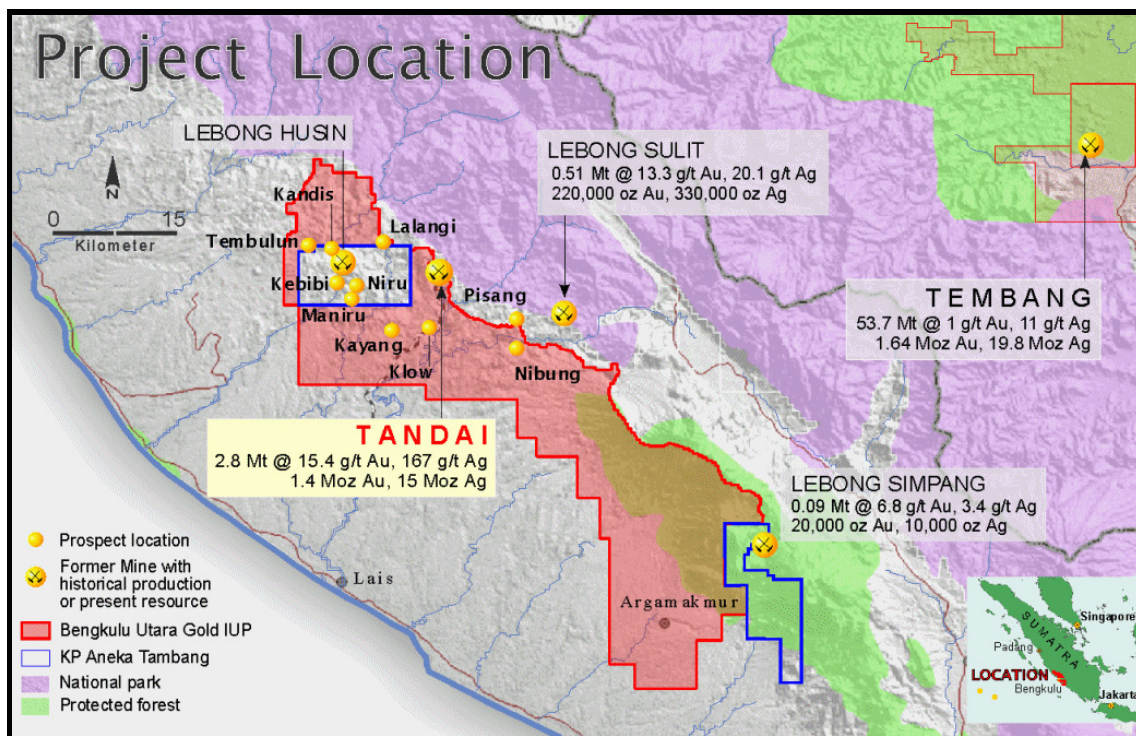 Project Location
LEBONG HUSIN
LEBONG SULIT
0.51 Mt @ 13.3 g/t Au, 20.1 g/t Ag
220,000 oz Au, 330,000 oz Ag
N
0 15
Kilometer
Kandis
Lalangi
Tembulun
Kebibi
Niru
Maniru
Pisang
Kayang
Klow
Nibung
TEMBANG
53.7 Mt @ 1 g/t Au, 11 g/t Ag
1.64 Moz Au, 19.8 Moz Ag
TANDAI
2.8 Mt @ 15.4 g/t Au, 167 g/t Ag
1.4 Moz Au, 15 Moz Ag
LEBONG SIMPANG
0.09 Mt @ 6.8 g/t Au, 3.4 g/t Ag
20,000 oz Au, 10,000 oz Ag
Lais
Argamakmur
Prospect location
Former Mine with
historical production
or present resource
Bengkulu Utara Gold IUP
KP Aneka Tambang
National park
Protected forest
Singapore
SUMATRA
Padang
LOCATION
Bengkulu
Jakarta